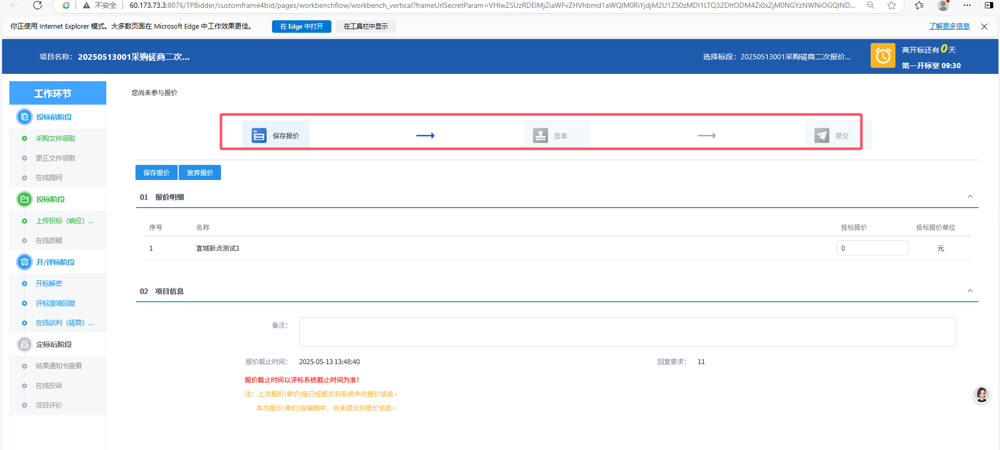 不安全
60.173.73.3:8076/TPBidder/customframe4bid/pages/workbenchflow/workbench_vertical?frameUrlSecretParam=VHlwZSUzRDElMjZiaWFvZHVhbmd1aWQlM0RiYjdjM2U1ZS0zMDI1LTQ3ZDItODM4Zi0xZjM0NGYzNWNiOGQlND...
你正使用 Internet Explorer 模式。大多数页面在 Microsoft Edge 中工作效果更佳。
在 Edge 中打开
在工具栏中显示
了解更多信息
项目名称：20250513001采购磋商二次...
选择标段：20250513001采购磋商二次报价...
离开标还有0天
第一开标室 09:30
工作环节
投标前阶段
采购文件领取
更正文件领取
在线提问
投标阶段
上传投标（响应）...
在线质疑
开/评标阶段
开标解密
评标澄清回复
在线谈判（磋商）...
定标后阶段
结果通知书查看
在线投诉
项目评价
您尚未参与报价
保存报价
签章
提交
保存报价
放弃报价
01 报价明细
序号 名称 投标报价 投标报价单位
1 宣城新点测试3 0 元
02 项目信息
备注：
报价截止时间： 2025-05-13 13:48:40 回复要求： 11
报价截止时间以评标系统截止时间为准！
注：上次报价(单价)指已经提交到系统中的报价信息。
本次报价(单价)指编辑中，尚未提交的报价信息。